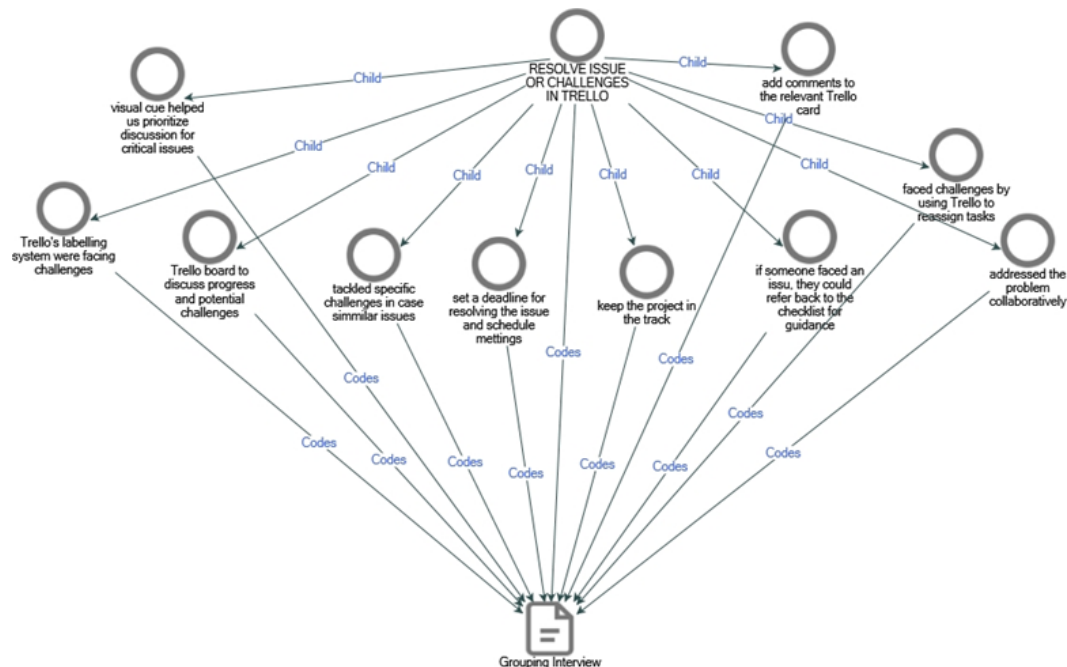 RESOLVE ISSUE
OR CHALLENGES
IN TRELLO
Child
Child
Child
Child
Child
Child
Child
Child
Child
Child
visual cue helped
us prioritize
discussion for
critical issues
add comments to
the relevant Trello
card
faced challenges by
using Trello to
reassign tasks
Trello's labelling
system were facing
challenges
Trello board to
discuss progress
and potential
challenges
tackled specific
challenges in case
simmilar issues
set a deadline for
resolving the issue
and schedule
mettings
keep the project in
the track
if someone faced an
issu, they could
refer back to the
checklist for
guidance
addressed the
problem
collaboratively
Codes
Codes
Codes
Codes
Codes
Codes
Codes
Codes
Codes
Codes
Codes
Grouping Interview